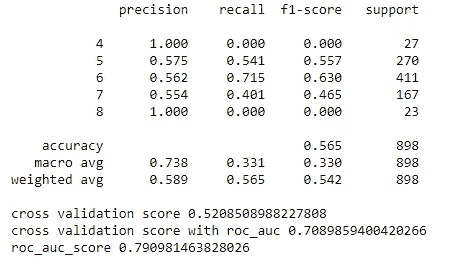 precision recall f1-score support
4 1.000 0.000 0.000 27
5 0.575 0.541 0.557 270
6 0.562 0.715 0.630 411
7 0.554 0.401 0.465 167
8 1.000 0.000 0.000 23
accuracy 0.565 898
macro avg 0.738 0.331 0.330 898
weighted avg 0.589 0.565 0.542 898
cross validation score 0.5208508988227808
cross validation score with roc_auc 0.7089859400420266
roc_auc_score 0.790981463828026